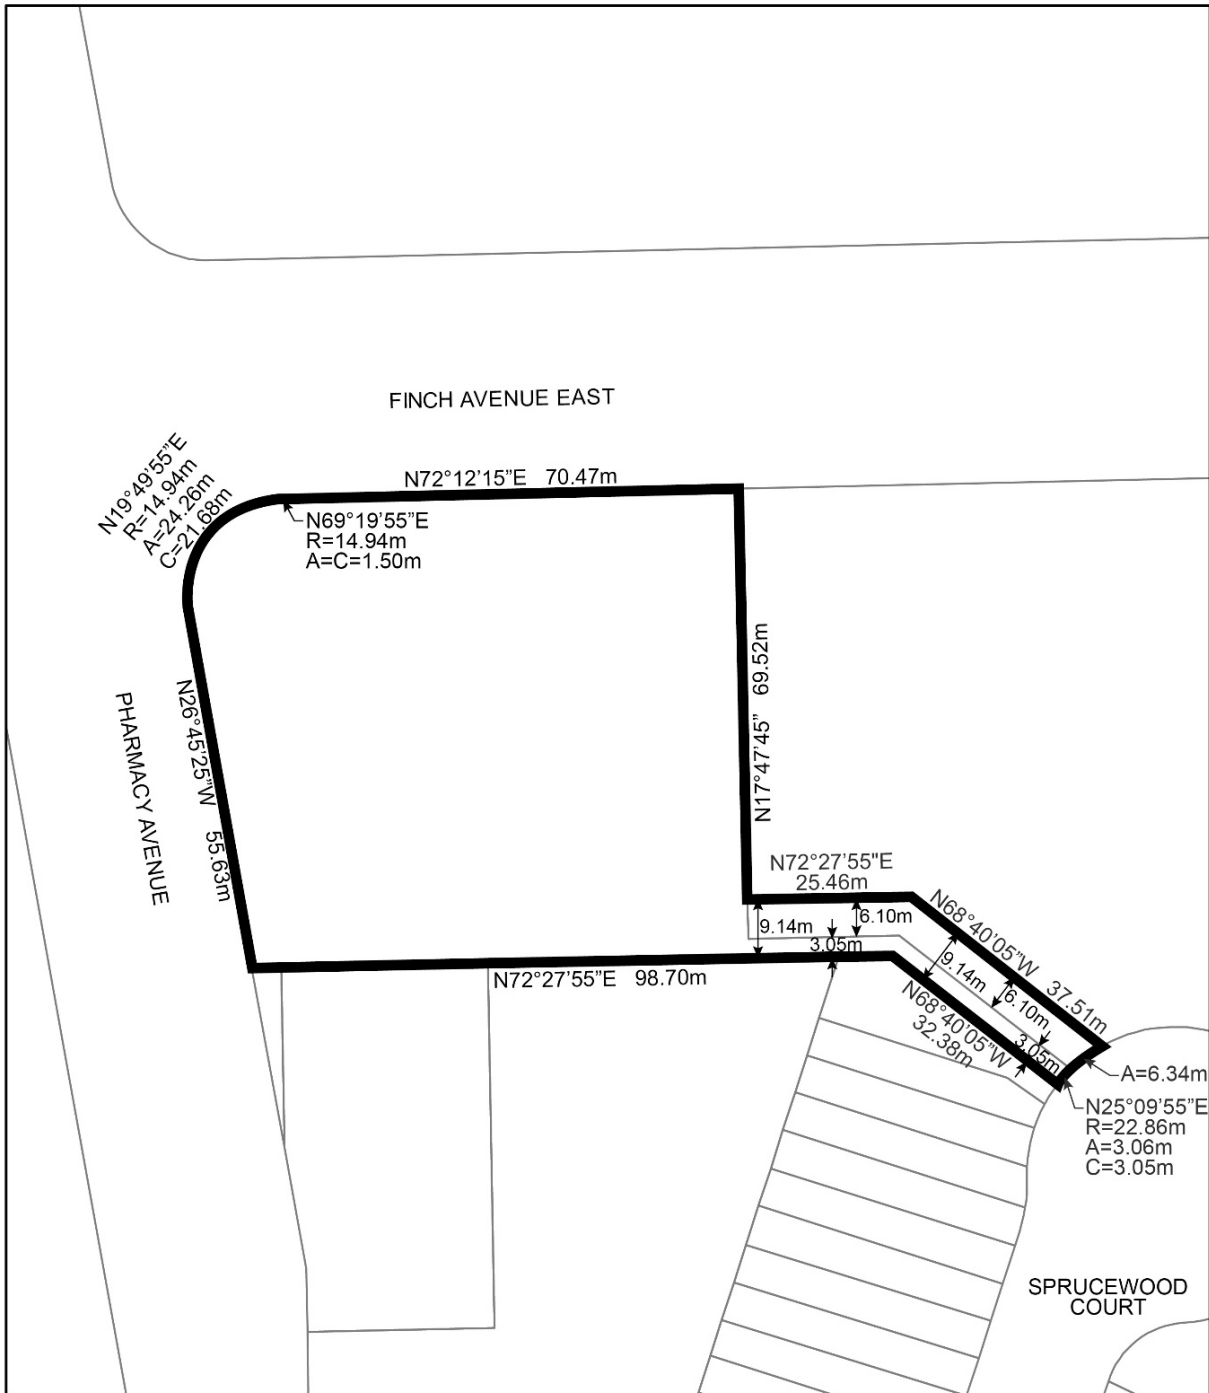 FINCH AVENUE EAST
N72°12'15”E 70.47m
N19°49'55”E
R=14.94m
A=24.26m
C=21.68m
N69°19'55”E
R=14.94m
A=C=1.50m
N17°47'45” 69.52m
PHARMACY AVENUE
N26°45'25”W 55.63m
N72°27'55"E
25.46m
9.14m
6.10m
3.05m
N72°27'55”E 98.70m
N68°40'05”W 37.51m
9.14m
6.10m
3.05m
N68°40'05”W
32.38m
A=6.34m
N25°09'55”E
R=22.86m
A=3.06m
C=3.05m
SPRUCEWOOD
COURT